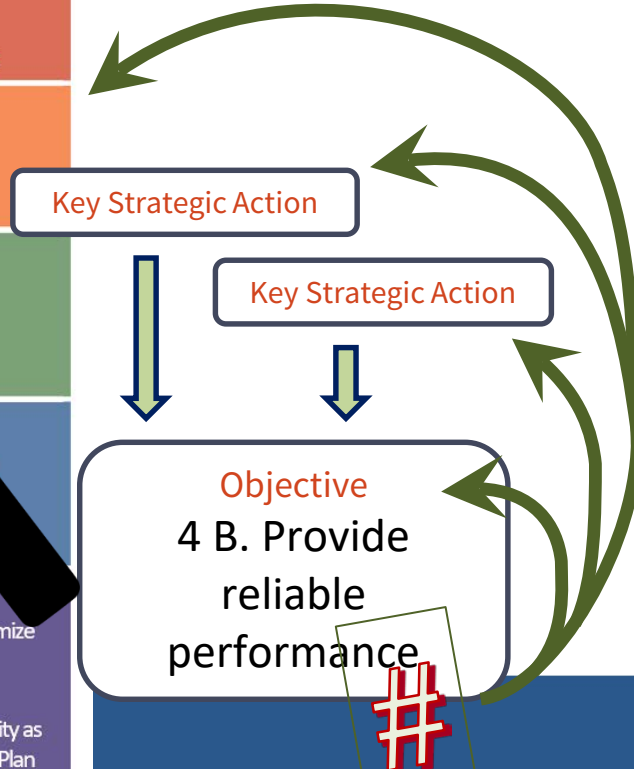 Key Strategic Action
Key Strategic Action
Objective
4 B. Provide
reliable
performance
#
mize
ity as
Plan